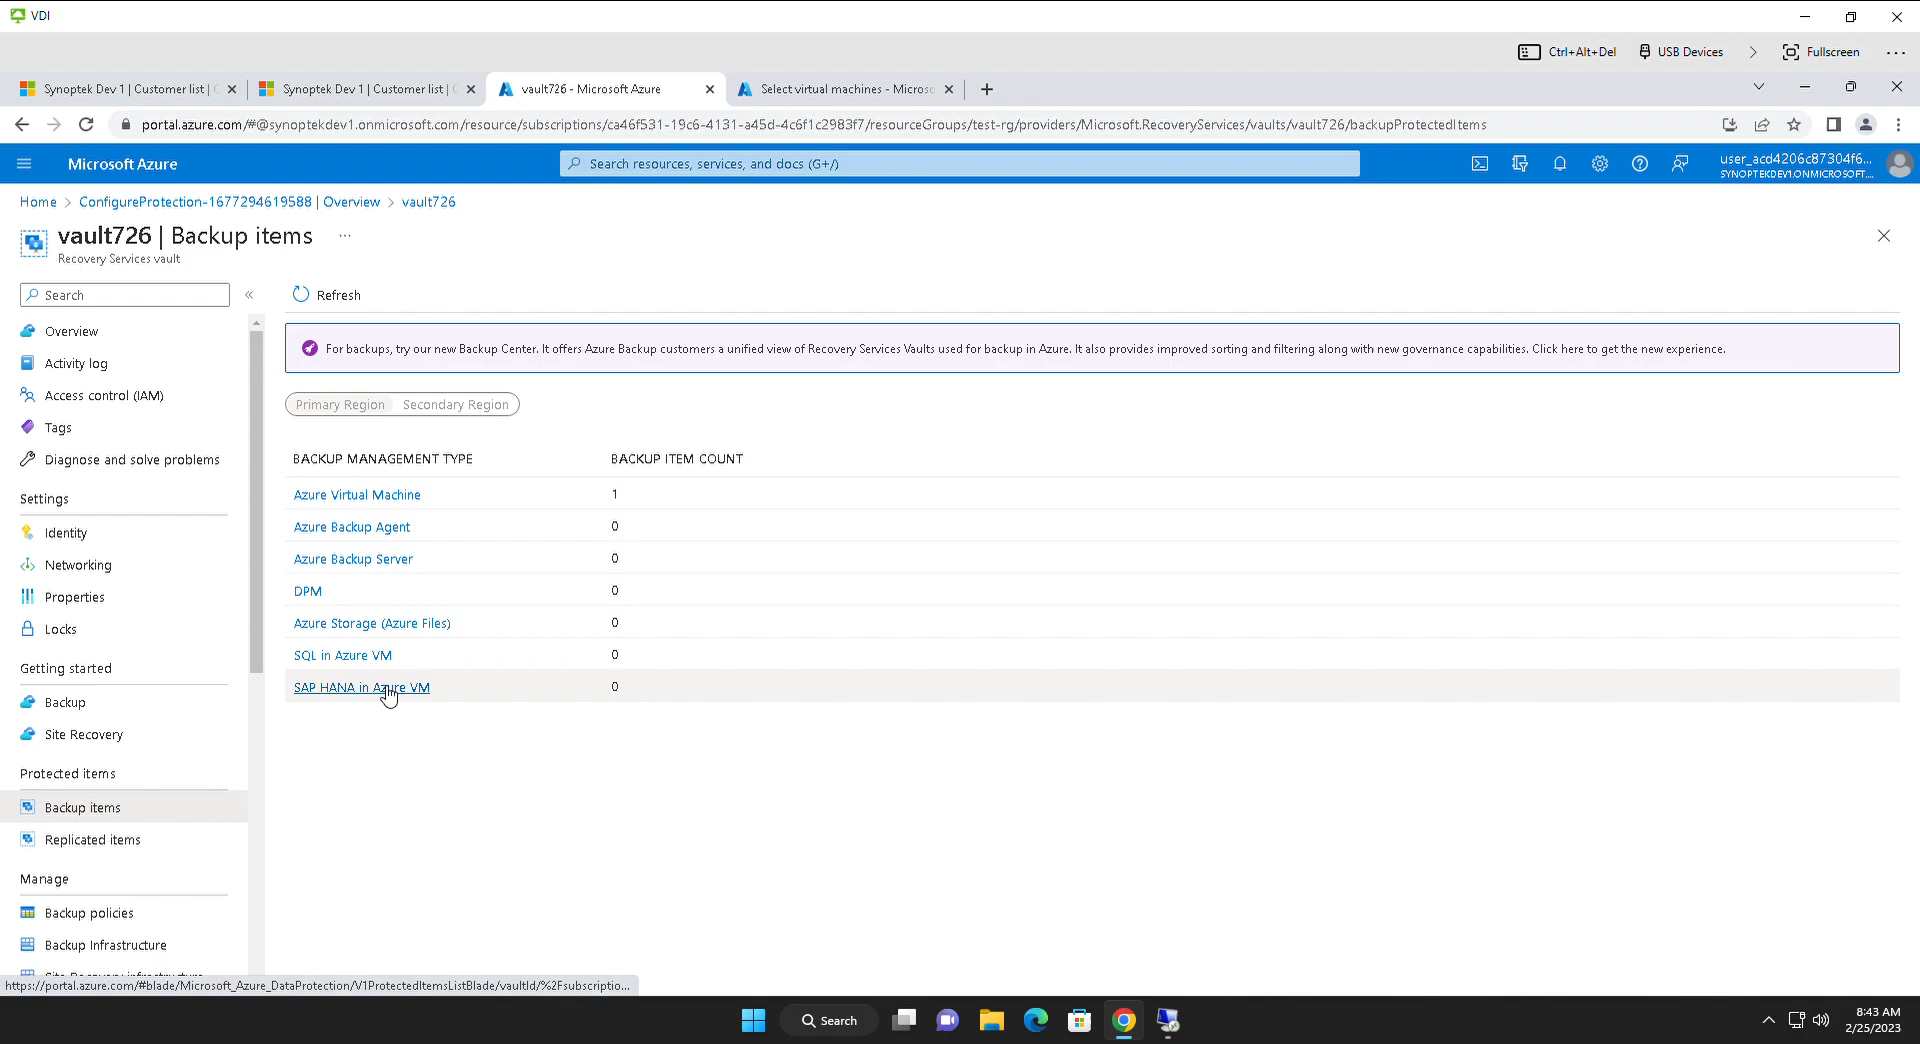 VDI
Ctrl+Alt+Del
USB Devices
Fullscreen
Synoptek Dev 1 | Customer list |
Synoptek Dev 1 | Customer list |
vault726 - Microsoft Azure
Select virtual machines - Microso
portal.azure.com/#@synoptekdev1.onmicrosoft.com/resource/subscriptions/ca46f531-19c6-4131-a45d-4c6f1c2983f7/resourceGroups/test-rg/providers/Microsoft.RecoveryServices/vaults/vault726/backupProtectedItems
Microsoft Azure
Search resources, services, and docs (G+/)
user_acd4206c87304f6...
SYNOPTEKDEV1.ONMICROSOFT....
Home > ConfigureProtection-1677294619588 | Overview > vault726
vault726 | Backup items ...
Recovery Services vault
Search
«
Refresh
Overview
Activity log
Access control (IAM)
Tags
Diagnose and solve problems
Settings
Identity
Networking
Properties
Locks
Getting started
Backup
Site Recovery
Protected items
Backup items
Replicated items
Manage
Backup policies
Backup Infrastructure
Site Recovery infrastructure
For backups, try our new Backup Center. It offers Azure Backup customers a unified view of Recovery Services Vaults used for backup in Azure. It also provides improved sorting and filtering along with new governance capabilities. Click here to get the new experience.
Primary Region Secondary Region
BACKUP MANAGEMENT TYPE BACKUP ITEM COUNT
Azure Virtual Machine 1
Azure Backup Agent 0
Azure Backup Server 0
DPM 0
Azure Storage (Azure Files) 0
SQL in Azure VM 0
SAP HANA in Azure VM 0
https://portal.azure.com/#blade/Microsoft_Azure_DataProtection/V1ProtectedItemsListBlade/vaultId/%2Fsubscriptio...
Search
8:43 AM
2/25/2023